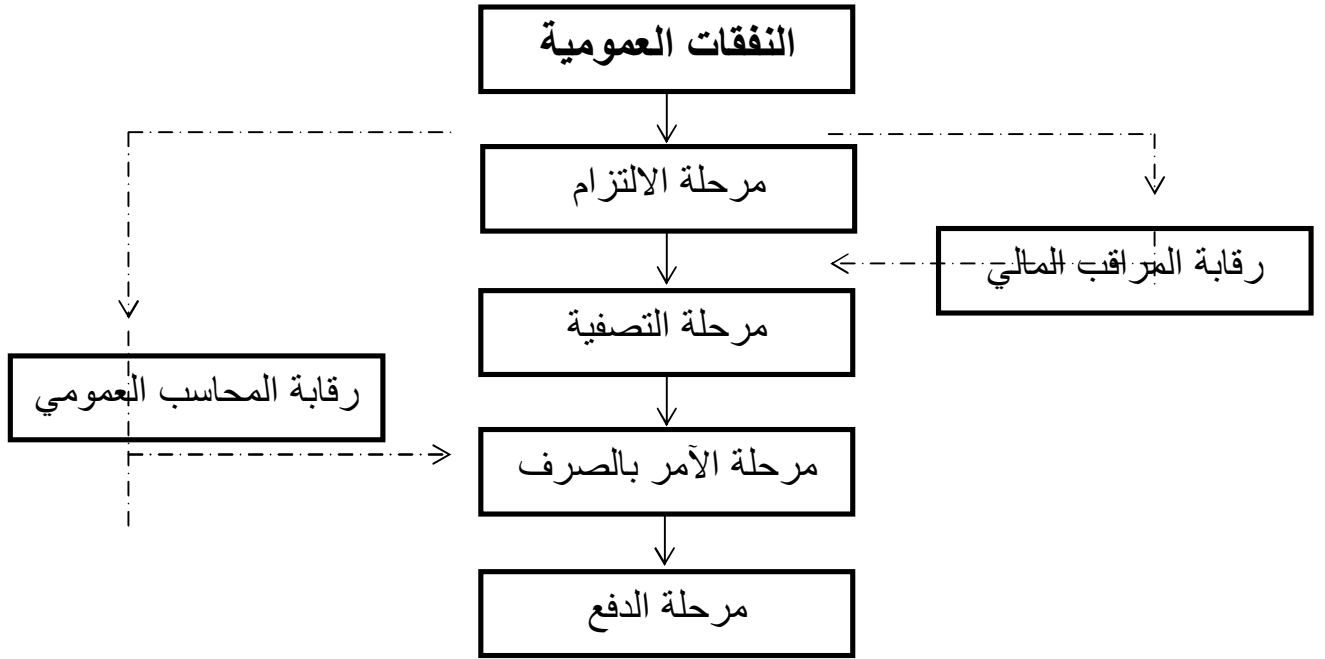 النفقات العمومية
مرحلة الالتزام
رقابة المراقب المالي
مرحلة التصفية
رقابة المحاسب العمومي
مرحلة الآمر بالصرف
مرحلة الدفع